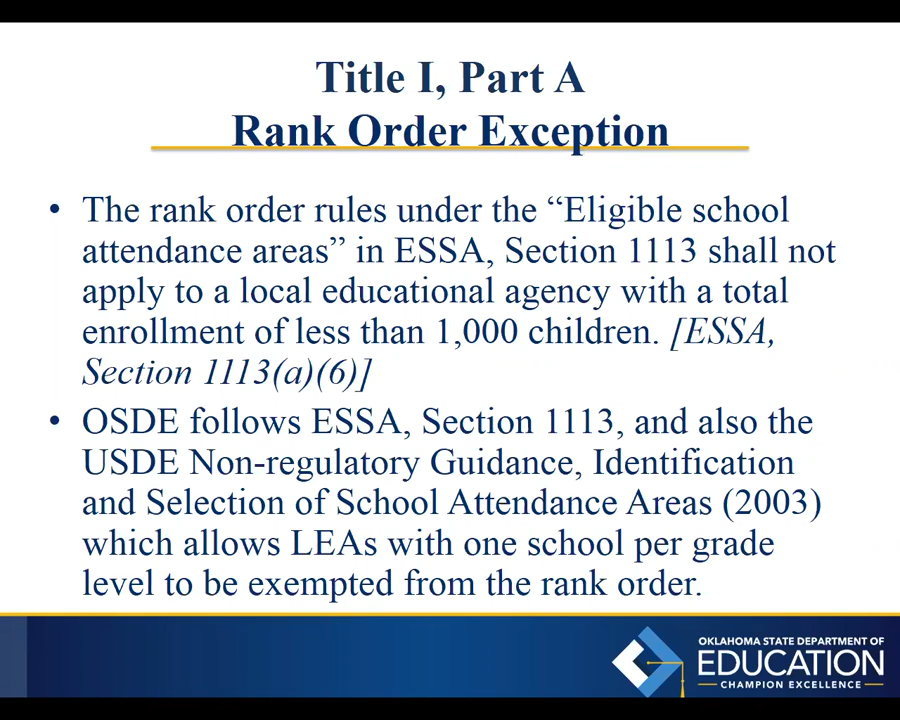 Title I, Part A
Rank Order Exception
• The rank order rules under the “Eligible school
attendance areas” in ESSA, Section 1113 shall not
apply to a local educational agency with a total
enrollment of less than 1,000 children. [ESSA,
Section 1113(a)(6)]
• OSDE follows ESSA, Section 1113, and also the
USDE Non-regulatory Guidance, Identification
and Selection of School Attendance Areas (2003)
which allows LEAs with one school per grade
level to be exempted from the rank order.
OKLAHOMA STATE DEPARTMENT OF
EDUCATION
CHAMPION EXCELLENCE